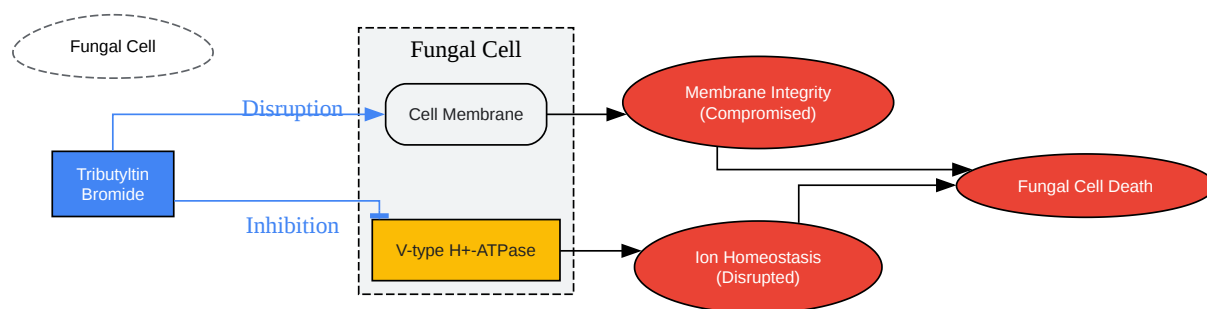 Fungal Cell
Fungal Cell
Disruption
Cell Membrane
Membrane Integrity
(Compromised)
Tributyltin
Bromide
Fungal Cell Death
Inhibition
V-type H+-ATPase
Ion Homeostasis
(Disrupted)